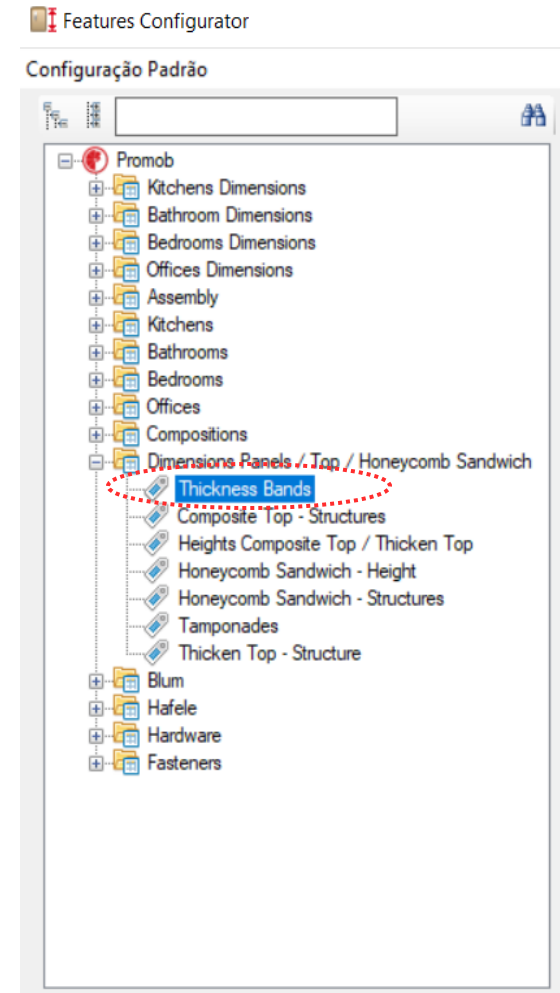 Features Configurator
Configuração Padrão
Promob
Kitchens Dimensions
Bathroom Dimensions
Bedrooms Dimensions
Offices Dimensions
Assembly
Kitchens
Bathrooms
Bedrooms
Offices
Compositions
Dimensions Panels / Top / Honeycomb Sandwich
Thickness Bands
Composite Top - Structures
Heights Composite Top / Thicken Top
Honeycomb Sandwich - Height
Honeycomb Sandwich - Structures
Tamponades
Thicken Top - Structure
Blum
Hafele
Hardware
Fasteners